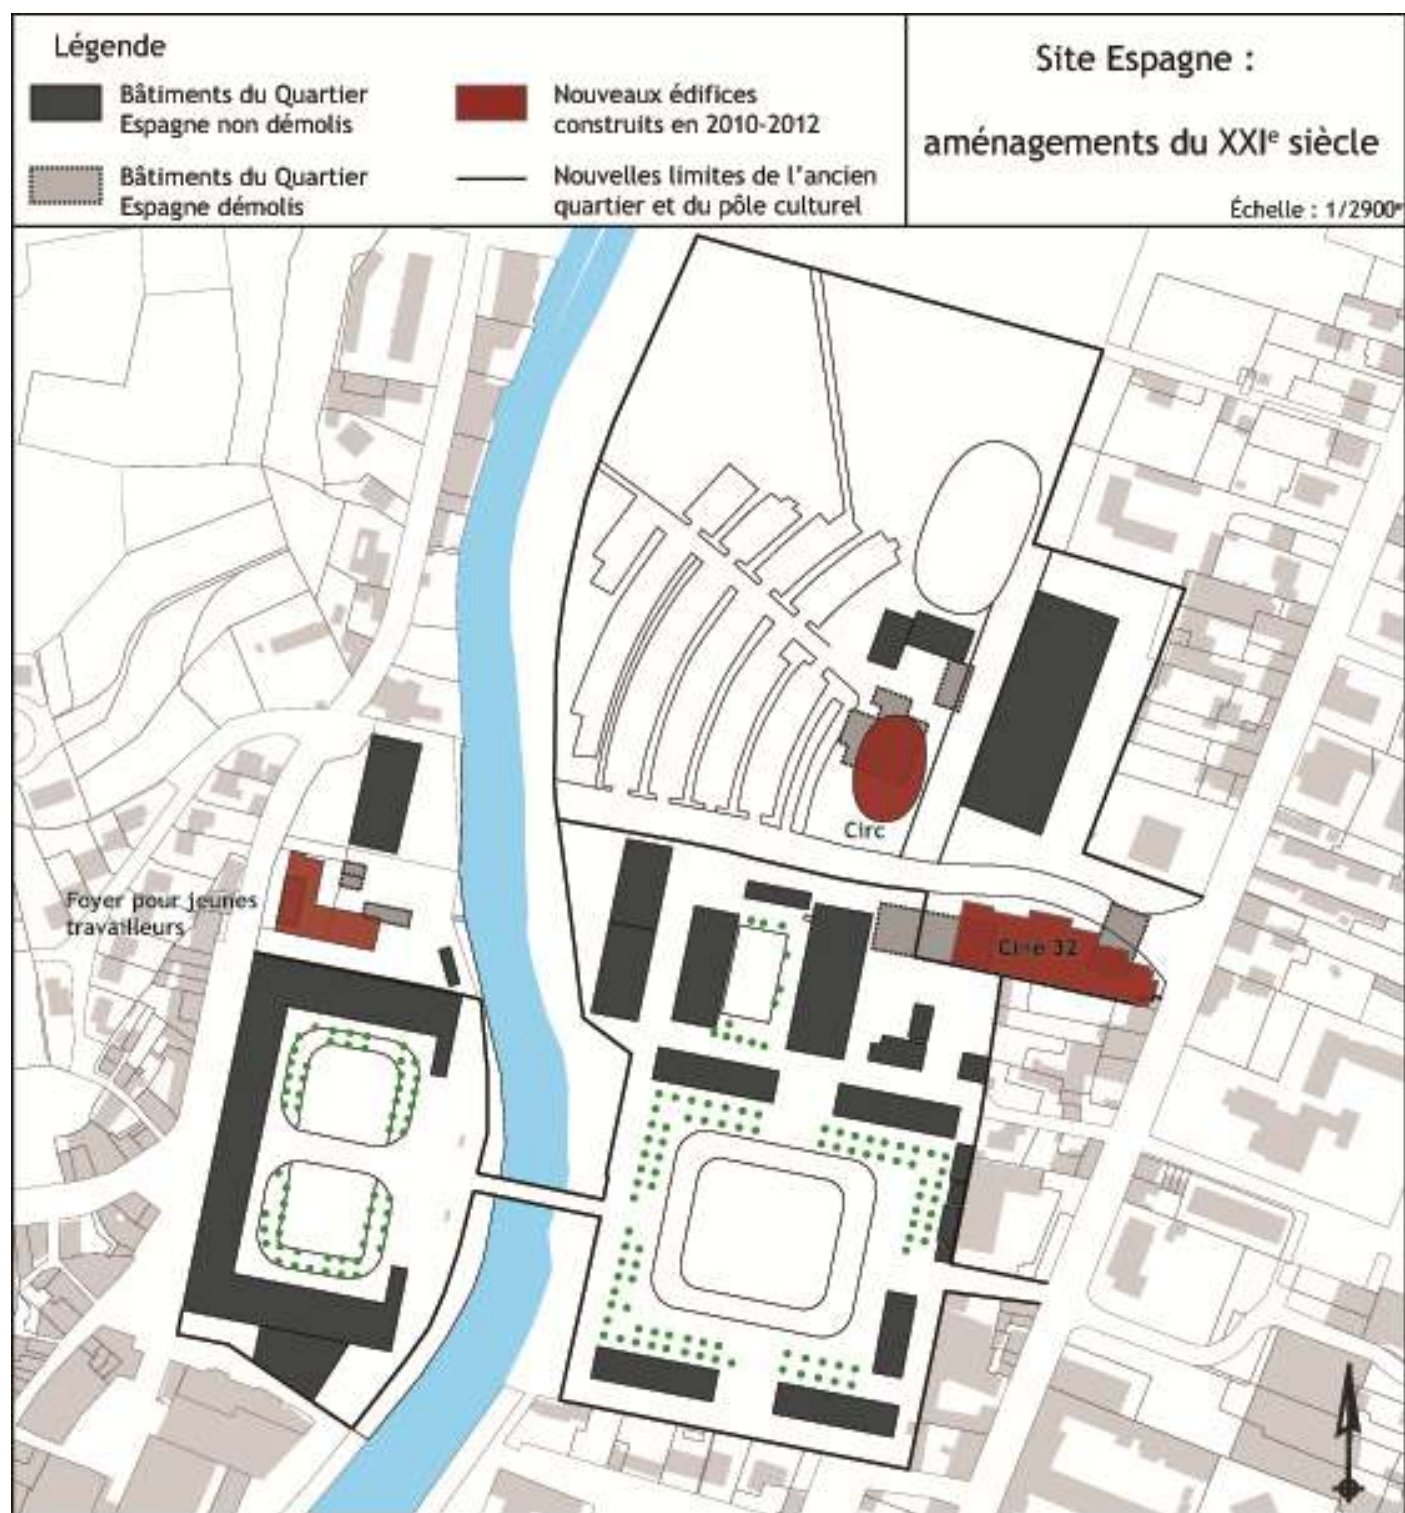 Légende
Bâtiments du Quartier
Espagne non démolis
Bâtiments du Quartier
Espagne démolis
Nouveaux édifices
construits en 2010-2012
Nouvelles limites de l'ancien
quartier et du pôle culturel
Site Espagne :
aménagements du XXIe siècle
Échelle : 1/2900e
Circ
Foyer pour jeunes
travailleurs
Ciné 32